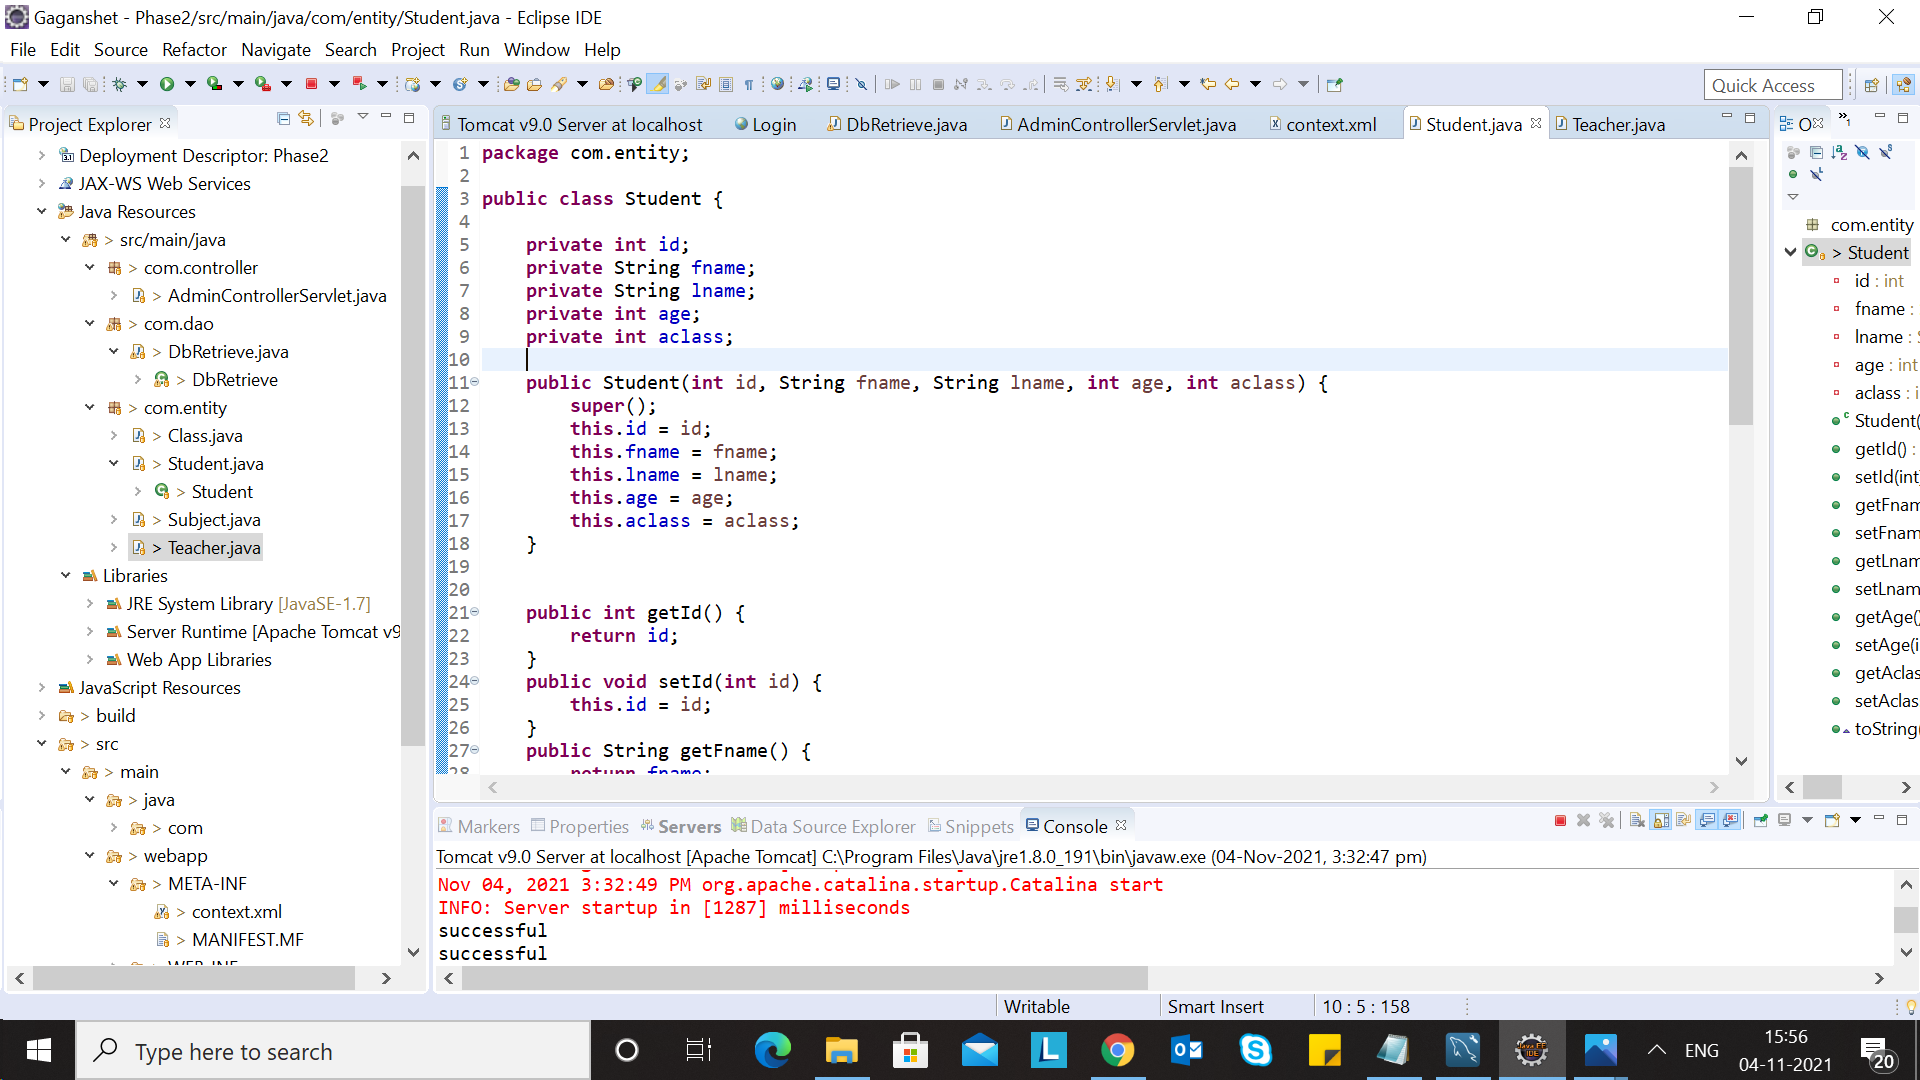 Gaganshet - Phase2/src/main/java/com/entity/Student.java - Eclipse IDE
File Edit Source Refactor Navigate Search Project Run Window Help
Quick Access
Project Explorer
Deployment Descriptor: Phase2
JAX-WS Web Services
Java Resources
> src/main/java
> com.controller
> AdminControllerServlet.java
> com.dao
> DbRetrieve.java
> DbRetrieve
> com.entity
> Class.java
> Student.java
> Student
> Subject.java
> Teacher.java
Libraries
JRE System Library [JavaSE-1.7]
Server Runtime [Apache Tomcat v9
Web App Libraries
JavaScript Resources
> build
> src
> main
> java
> com
> webapp
> META-INF
> context.xml
> MANIFEST.MF
Tomcat v9.0 Server at localhost Login DbRetrieve.java AdminControllerServlet.java context.xml Student.java Teacher.java
1 package com.entity;
2
3 public class Student {
4
5 private int id;
6 private String fname;
7 private String lname;
8 private int age;
9 private int aclass;
10
11 public Student(int id, String fname, String lname, int age, int aclass) {
12 super();
13 this.id = id;
14 this.fname = fname;
15 this.lname = lname;
16 this.age = age;
17 this.aclass = aclass;
18 }
19
20
21 public int getId() {
22 return id;
23 }
24 public void setId(int id) {
25 this.id = id;
26 }
27 public String getFname() {
28 return fname;
com.entity
> Student
id : int
fname :
lname : S
age : int
aclass : i
Student(
getId() :
setId(int)
getFnam
setFnam
getLnam
setLnam
getAge()
setAge(i
getAclas
setAclas
toString(
Markers Properties Servers Data Source Explorer Snippets Console
Tomcat v9.0 Server at localhost [Apache Tomcat] C:\Program Files\Java\jre1.8.0_191\bin\javaw.exe (04-Nov-2021, 3:32:47 pm)
Nov 04, 2021 3:32:49 PM org.apache.catalina.startup.Catalina start
INFO: Server startup in [1287] milliseconds
successful
successful
Writable Smart Insert 10 : 5 : 158
Type here to search
ENG
15:56
04-11-2021
20